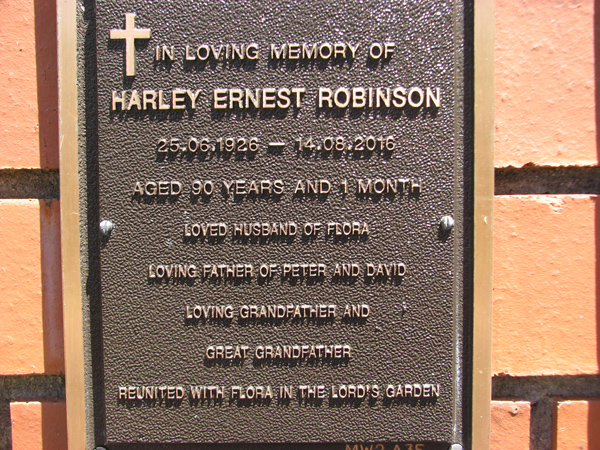 IN LOVING MEMORY OF
HARLEY ERNEST ROBINSON
25.06.1926 – 14.08.2016
AGED 90 YEARS AND 1 MONTH
LOVED HUSBAND OF FLORA
LOVING FATHER OF PETER AND DAVID
LOVING GRANDFATHER AND
GREAT GRANDFATHER
REUNITED WITH FLORA IN THE LORD'S GARDEN